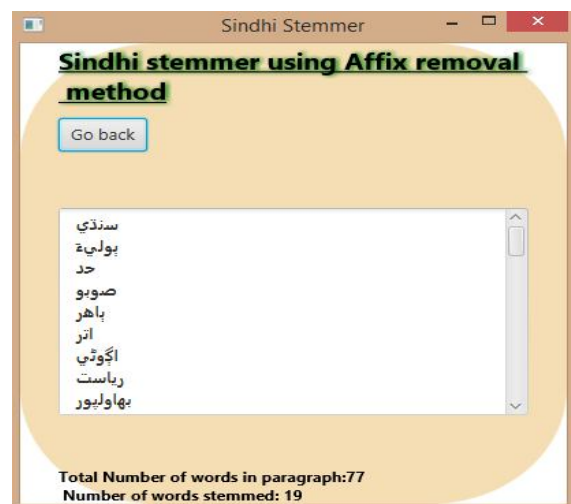 Sindhi Stemmer
Sindhi stemmer using Affix removal
method
Go back
سنڌي
ٻوليءَ
حد
صوبو
ٻاهر
اتر
اڳوڻي
رياست
بهاولپور
Total Number of words in paragraph:77
Number of words stemmed: 19